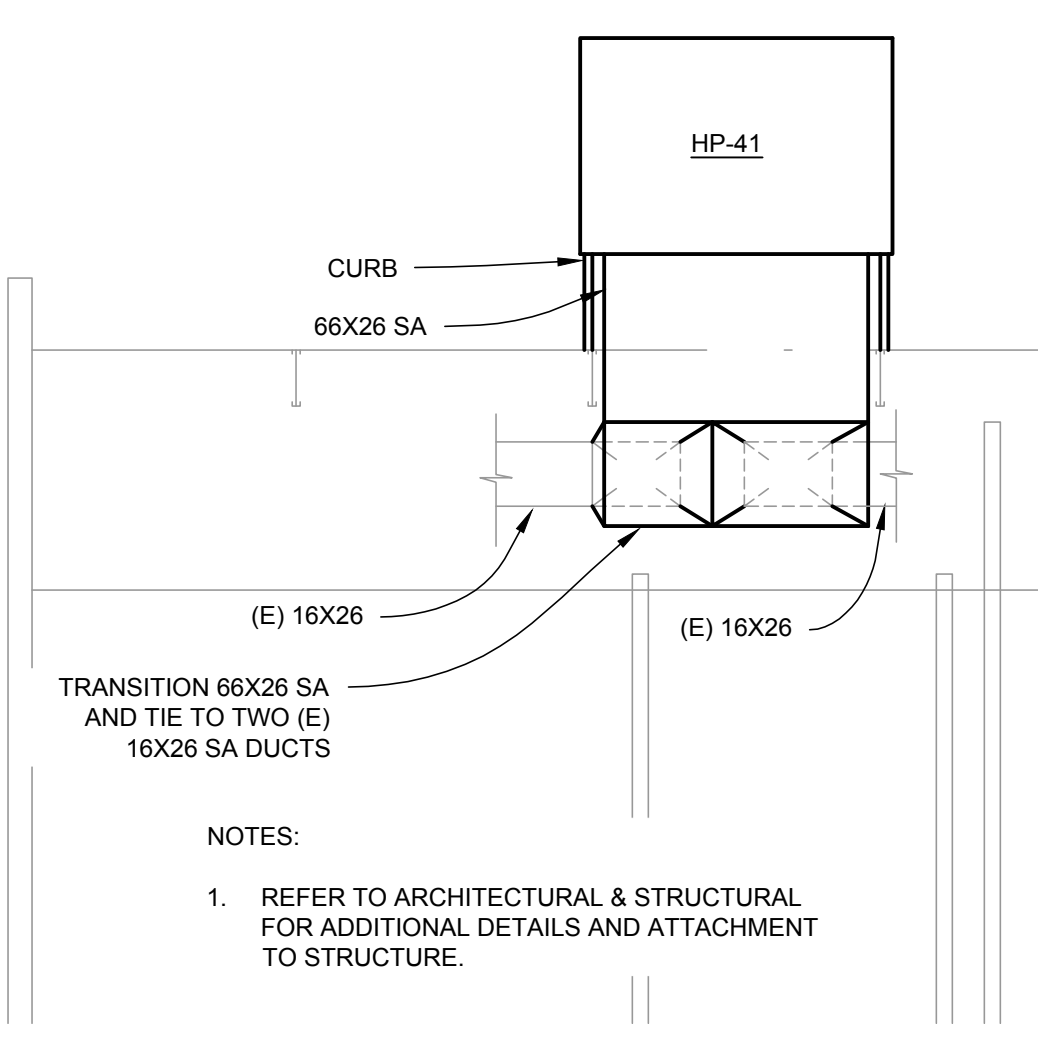 HP-41
CURB
66X26 SA
(E) 16X26
(E) 16X26
TRANSITION 66X26 SA
AND TIE TO TWO (E)
16X26 SA DUCTS
NOTES:
1. REFER TO ARCHITECTURAL & STRUCTURAL
FOR ADDITIONAL DETAILS AND ATTACHMENT
TO STRUCTURE.